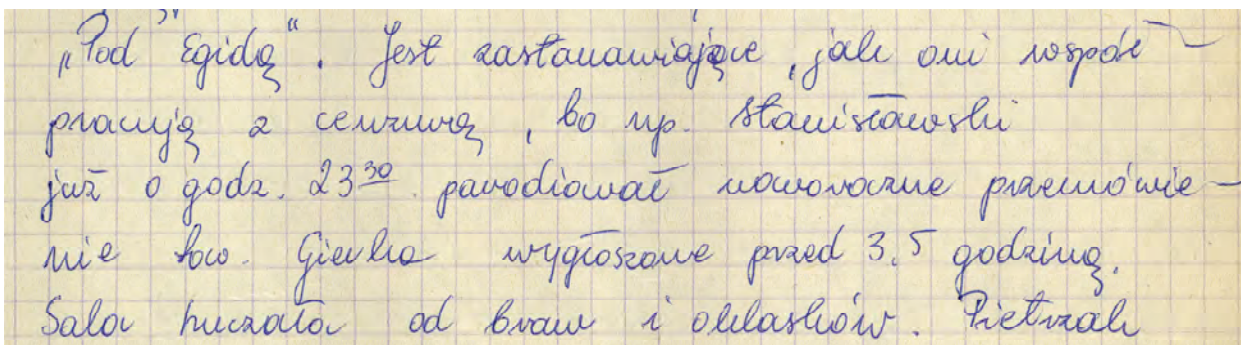 „Pod Egidą". Jest zastanawiające, jak oni współ-
pracują z cenzurą, bo np. Stanisławski
już o godz. 23³⁰ parodiował noworoczne przemówie-
nie tow. Gierka wygłoszone przed 3,5 godziną.
Sala huczała od braw i oklasków. Pietrzak